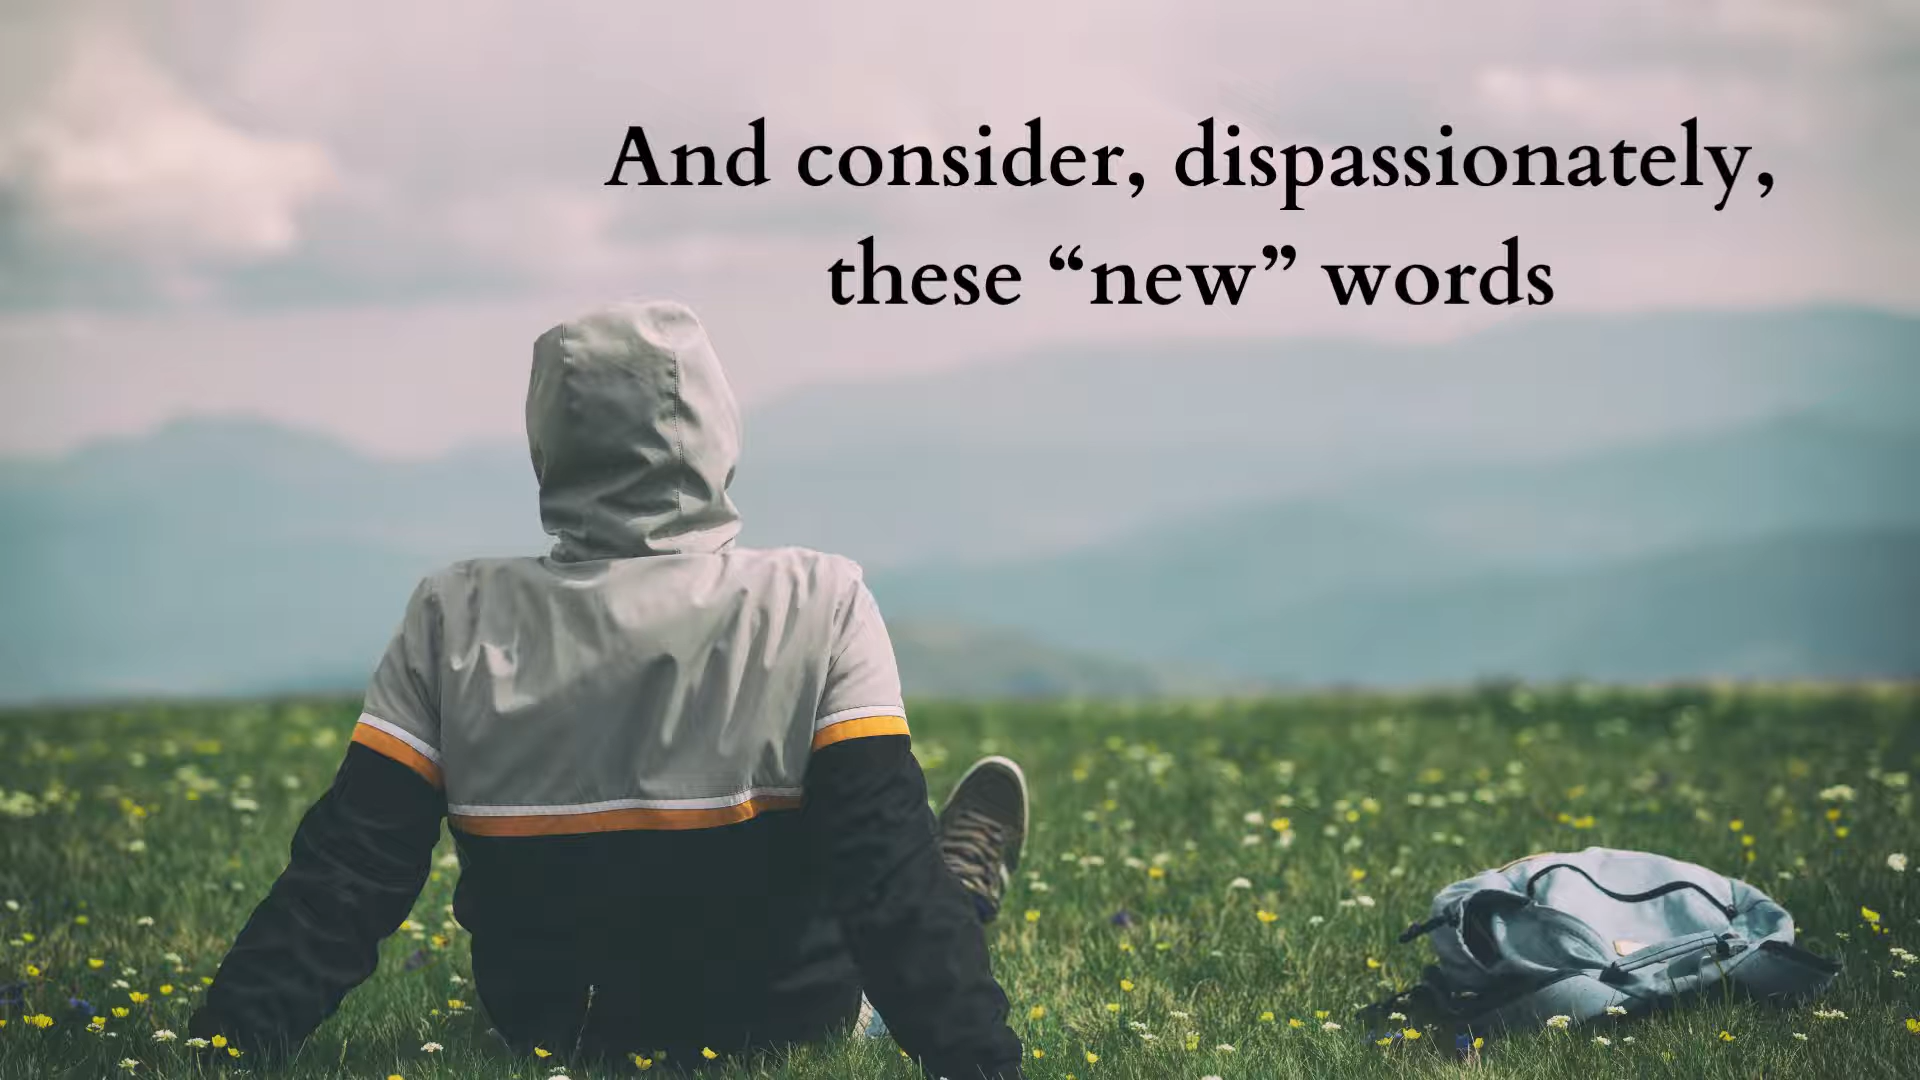 And consider, dispassionately,
these “new” words